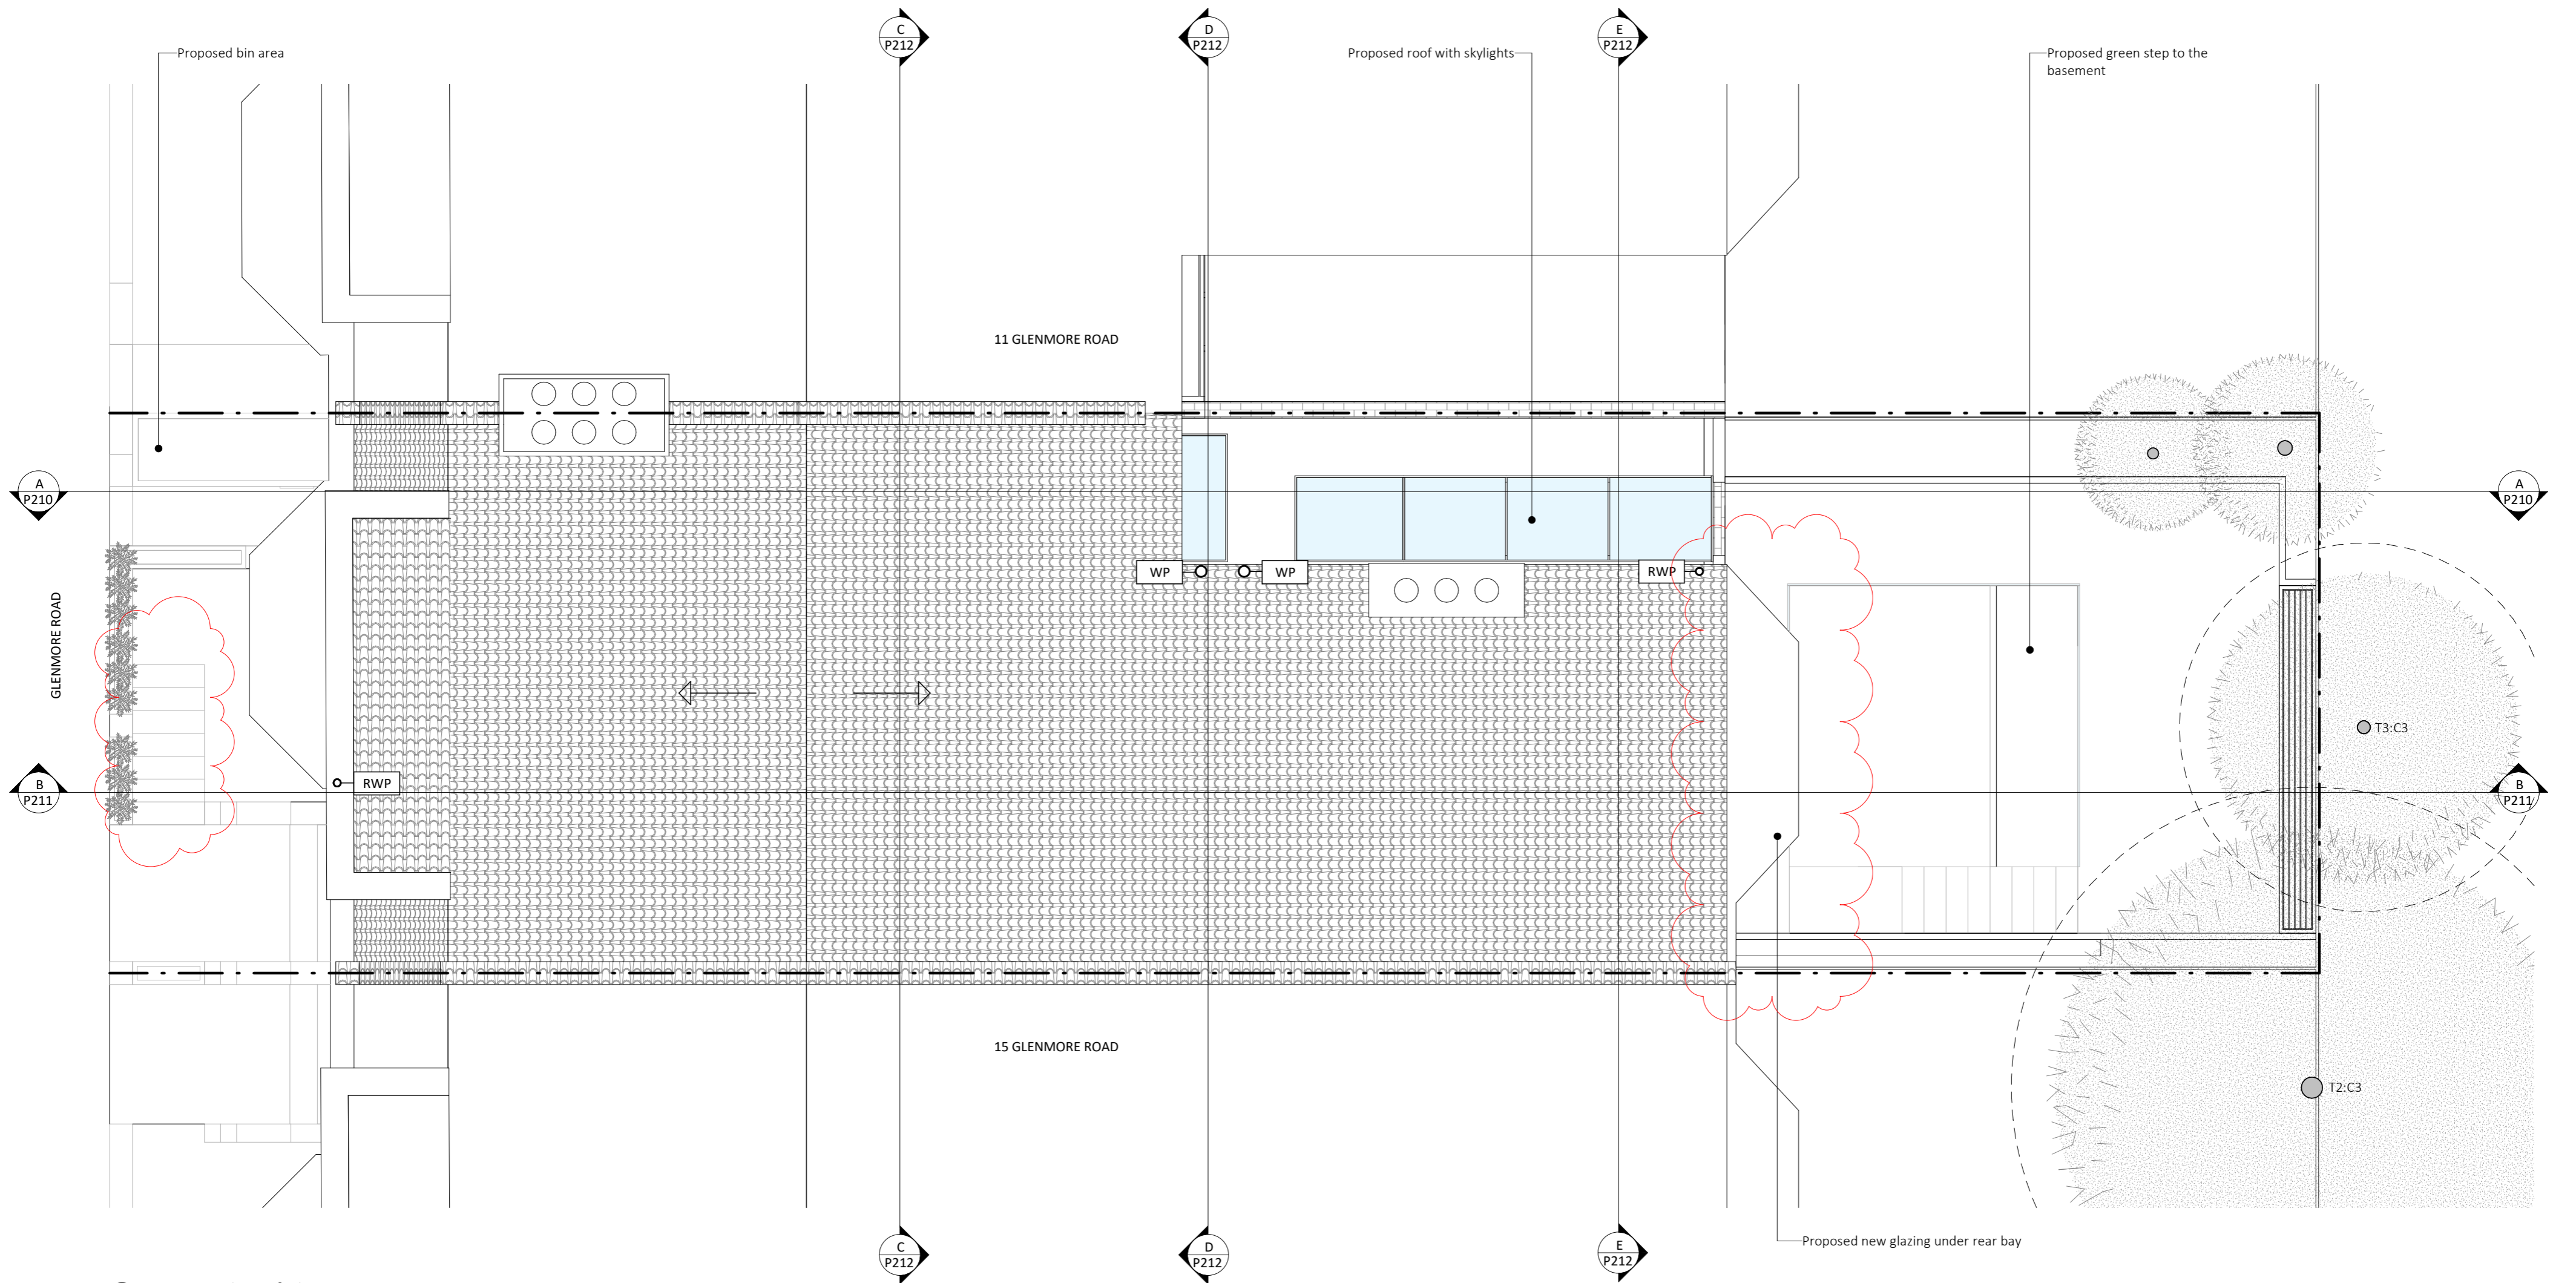 C
P212
D
P212
E
P212
Proposed bin area
Proposed roof with skylights
Proposed green step to the
basement
11 GLENMORE ROAD
A
P210
A
P210
WP
WP
RWP
GLENMORE ROAD
T3:C3
B
P211
RWP
B
P211
15 GLENMORE ROAD
T2:C3
Proposed new glazing under rear bay
C
P212
D
P212
E
P212